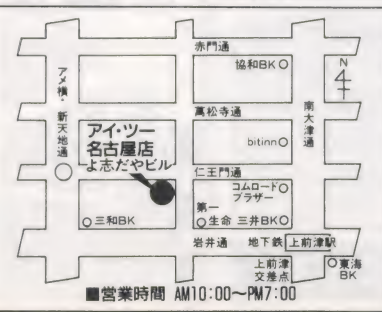 赤門通
協和BK
N
4
アメ横・新天地通
萬松寺通
南大津通
アイ・ツー
名古屋店
よ志だやビル
bitinn
仁王門通
コムロード
ブラザー
第一
生命
三井BK
三和BK
岩井通
地下鉄
上前津駅
上前津
交差点
東海
BK
■営業時間 AM10:00〜PM7:00